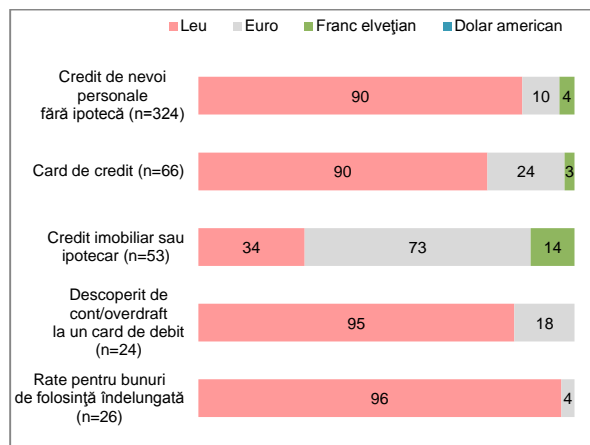 Leu Euro Franc elveţian Dolar american
Credit de nevoi
personale
fără ipotecă (n=324)
90 10 4
Card de credit (n=66)
90 24 3
Credit imobiliar sau
ipotecar (n=53)
34 73 14
Descoperit de
cont/overdraft
la un card de debit
(n=24)
95 18
Rate pentru bunuri
de folosinţă îndelungată
(n=26)
96 4